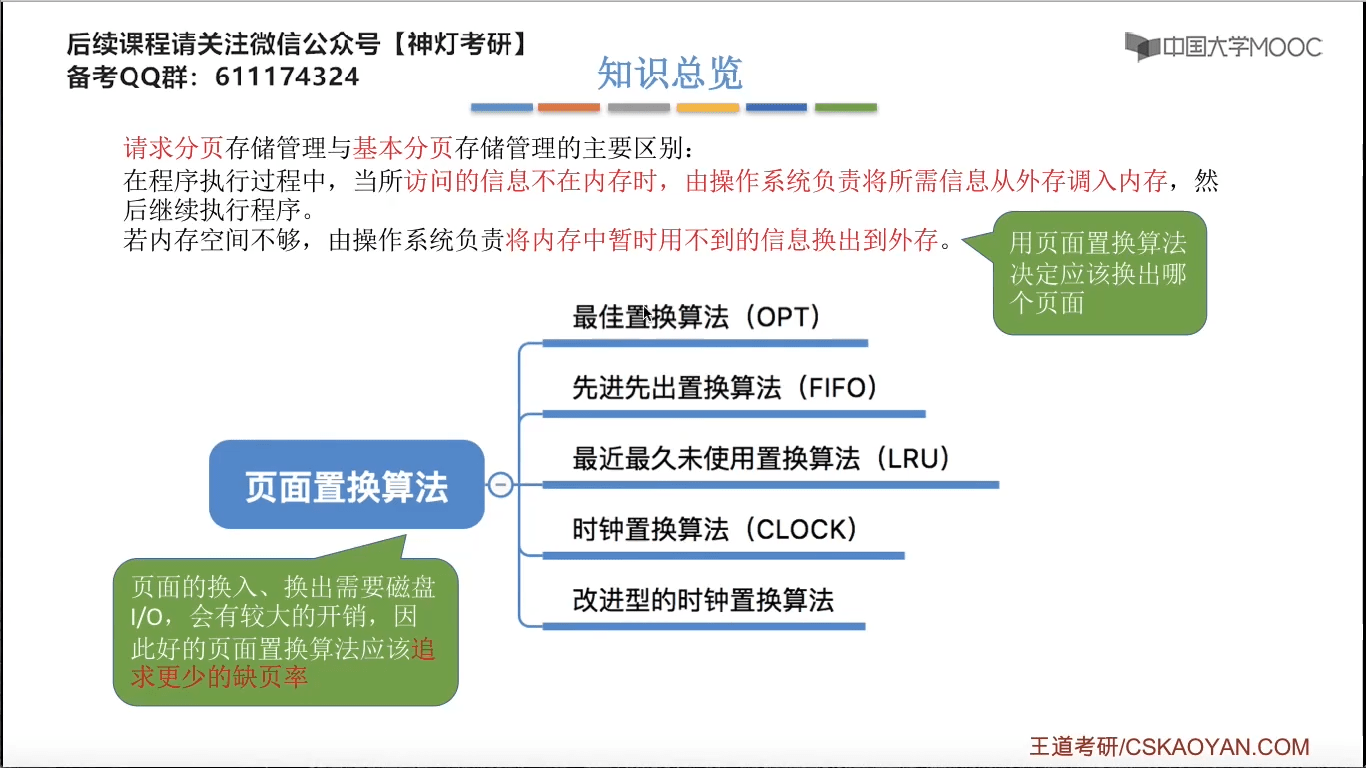 后续课程请关注微信公众号【神灯考研】
备考QQ群：611174324
中国大学MOOC
知识总览
请求分页存储管理与基本分页存储管理的主要区别：
在程序执行过程中，当所访问的信息不在内存时，由操作系统负责将所需信息从外存调入内存，然
后继续执行程序。
若内存空间不够，由操作系统负责将内存中暂时用不到的信息换出到外存。
用页面置换算法
决定应该换出哪
个页面
最佳置换算法（OPT）
先进先出置换算法（FIFO）
最近最久未使用置换算法（LRU）
页面置换算法
时钟置换算法（CLOCK）
改进型的时钟置换算法
页面的换入、换出需要磁盘
I/O，会有较大的开销，因
此好的页面置换算法应该追
求更少的缺页率
王道考研/CSKAOYAN.COM